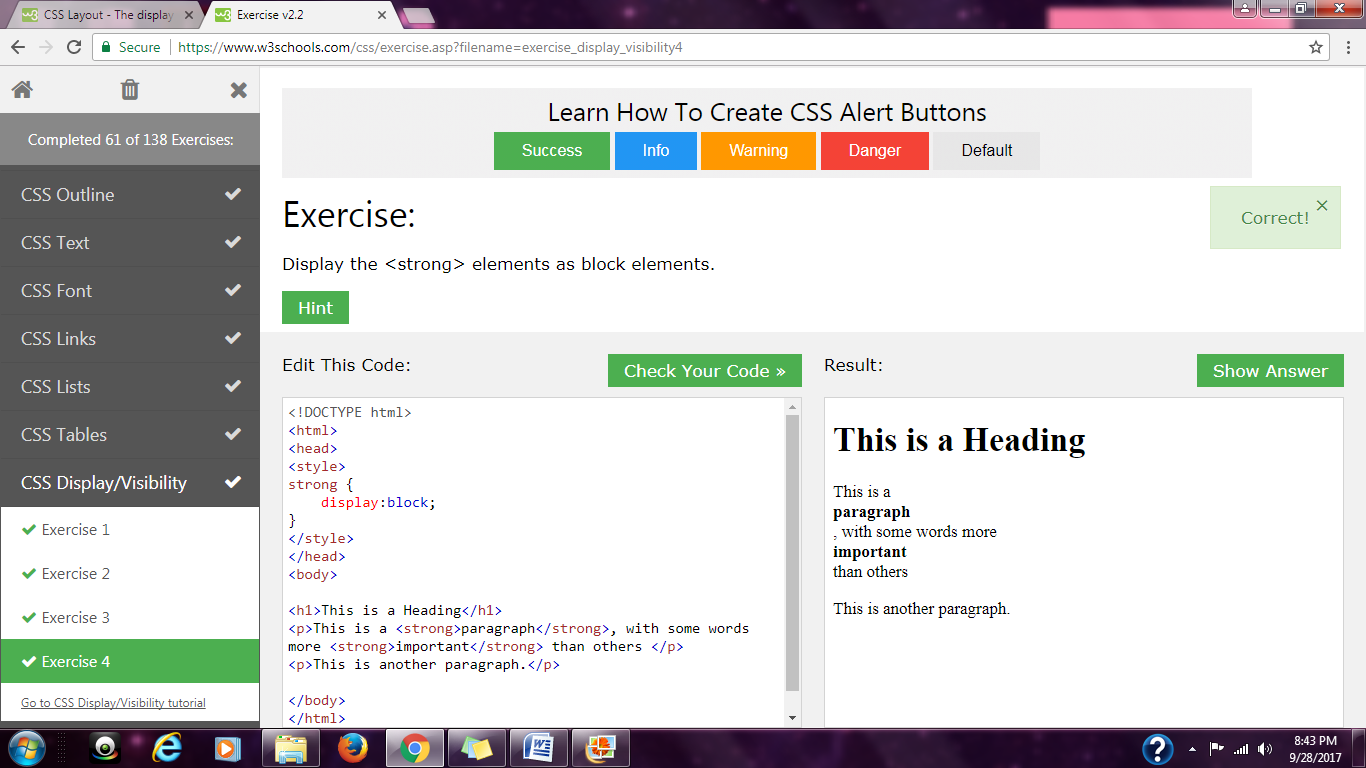 CSS Layout - The display
Exercise v2.2
Secure
https://www.w3schools.com/css/exercise.asp?filename=exercise_display_visibility4
Completed 61 of 138 Exercises:
CSS Outline
CSS Text
CSS Font
CSS Links
CSS Lists
CSS Tables
CSS Display/Visibility
Exercise 1
Exercise 2
Exercise 3
Exercise 4
Go to CSS Display/Visibility tutorial
Learn How To Create CSS Alert Buttons
Success Info Warning Danger Default
Exercise:
Correct!
Display the <strong> elements as block elements.
Hint
Edit This Code:
Check Your Code »
<!DOCTYPE html>
<html>
<head>
<style>
strong {
    display:block;
}
</style>
</head>
<body>
<h1>This is a Heading</h1>
<p>This is a <strong>paragraph</strong>, with some words
more <strong>important</strong> than others </p>
<p>This is another paragraph.</p>
</body>
</html>
Result:
Show Answer
This is a Heading
This is a
paragraph
, with some words more
important
than others
This is another paragraph.
8:43 PM
9/28/2017